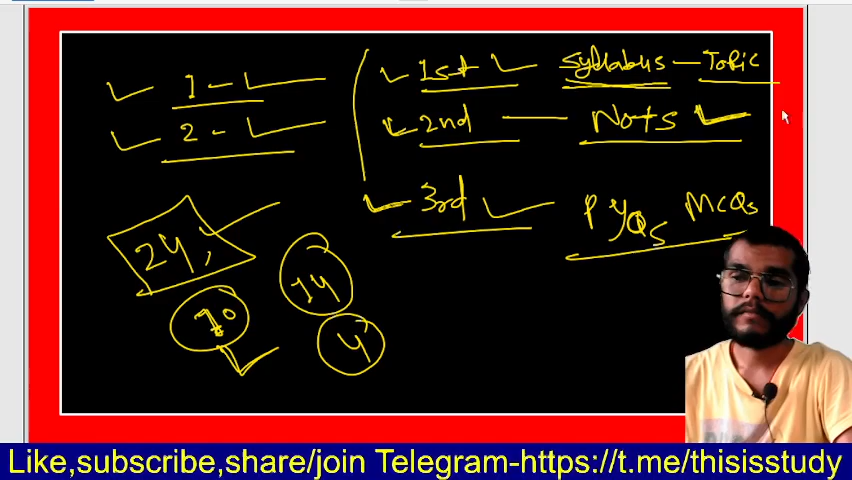 1 -
2 -
1st Syllabus - Topic
2nd - Nots
3rd PYQs MCQs
24,
14
70
4
Like,subscribe,share/join Telegram-https://t.me/thisisstudy